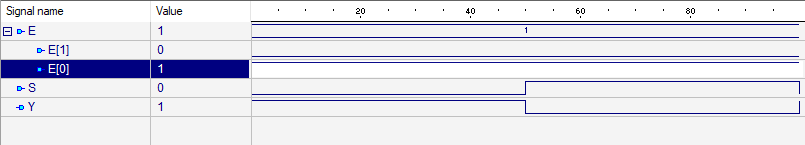 Signal name Value 20 40 60 80
E 1 1
E[1] 0
E[0] 1
S 0
Y 1